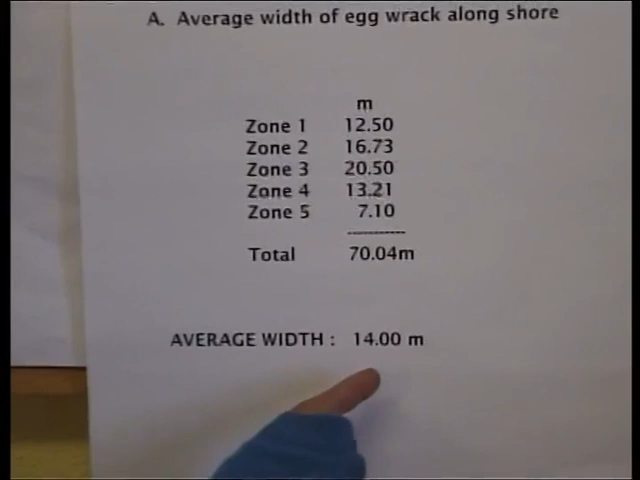 A. Average width of egg wrack along shore
m
Zone 1 12.50
Zone 2 16.73
Zone 3 20.50
Zone 4 13.21
Zone 5 7.10
-----------
Total 70.04m
AVERAGE WIDTH : 14.00 m